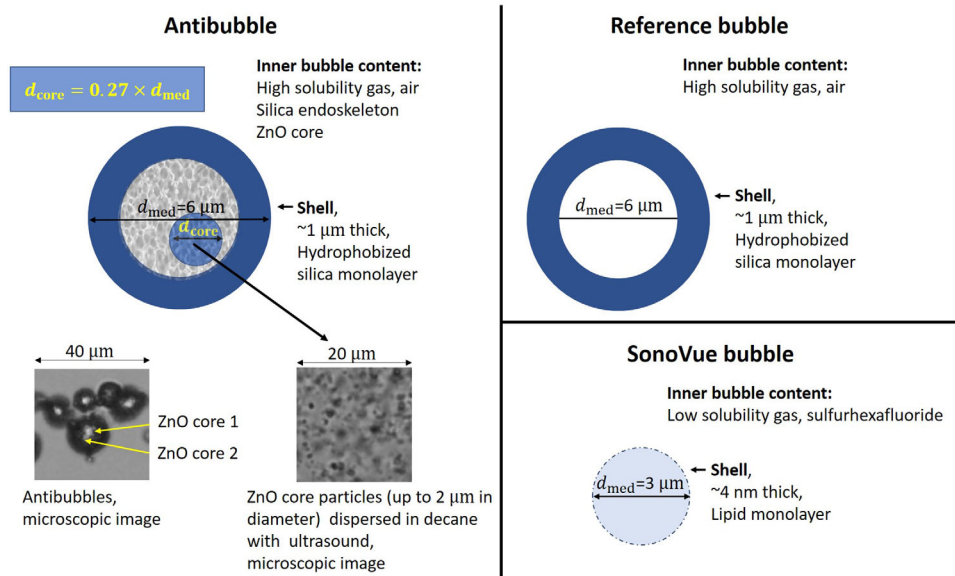 Antibubble
Inner bubble content:
High solubility gas, air
Silica endoskeleton
ZnO core
d_core = 0.27 × d_med
d_med=6 μm
d_core
Shell,
~1 μm thick,
Hydrophobized
silica monolayer
40 μm
ZnO core 1
ZnO core 2
Antibubbles,
microscopic image
20 μm
ZnO core particles (up to 2 μm in
diameter) dispersed in decane
with ultrasound,
microscopic image
Reference bubble
Inner bubble content:
High solubility gas, air
d_med=6 μm
Shell,
~1 μm thick,
Hydrophobized
silica monolayer
SonoVue bubble
Inner bubble content:
Low solubility gas, sulfurhexafluoride
d_med=3 μm
Shell,
~4 nm thick,
Lipid monolayer